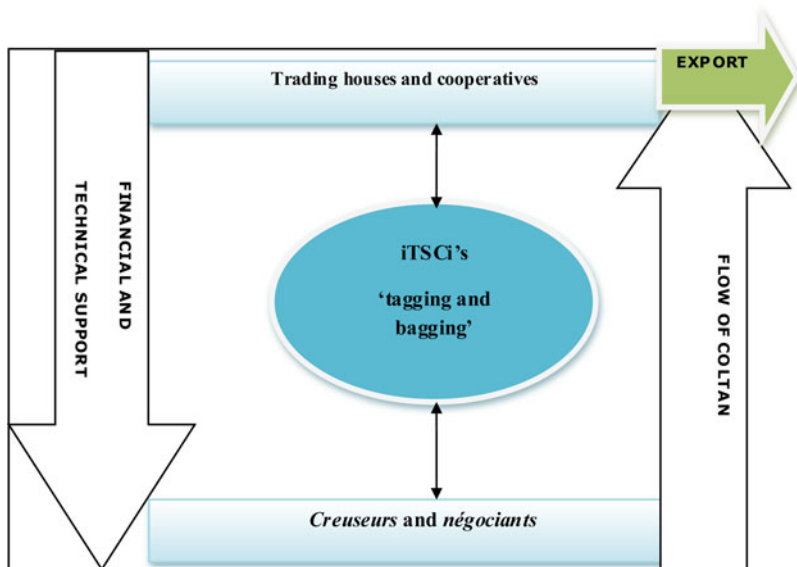 Trading houses and cooperatives
EXPORT
FINANCIAL AND
TECHNICAL SUPPORT
iTSCi's
‘tagging and
bagging’
FLOW OF COLTAN
Creuseurs and négociants